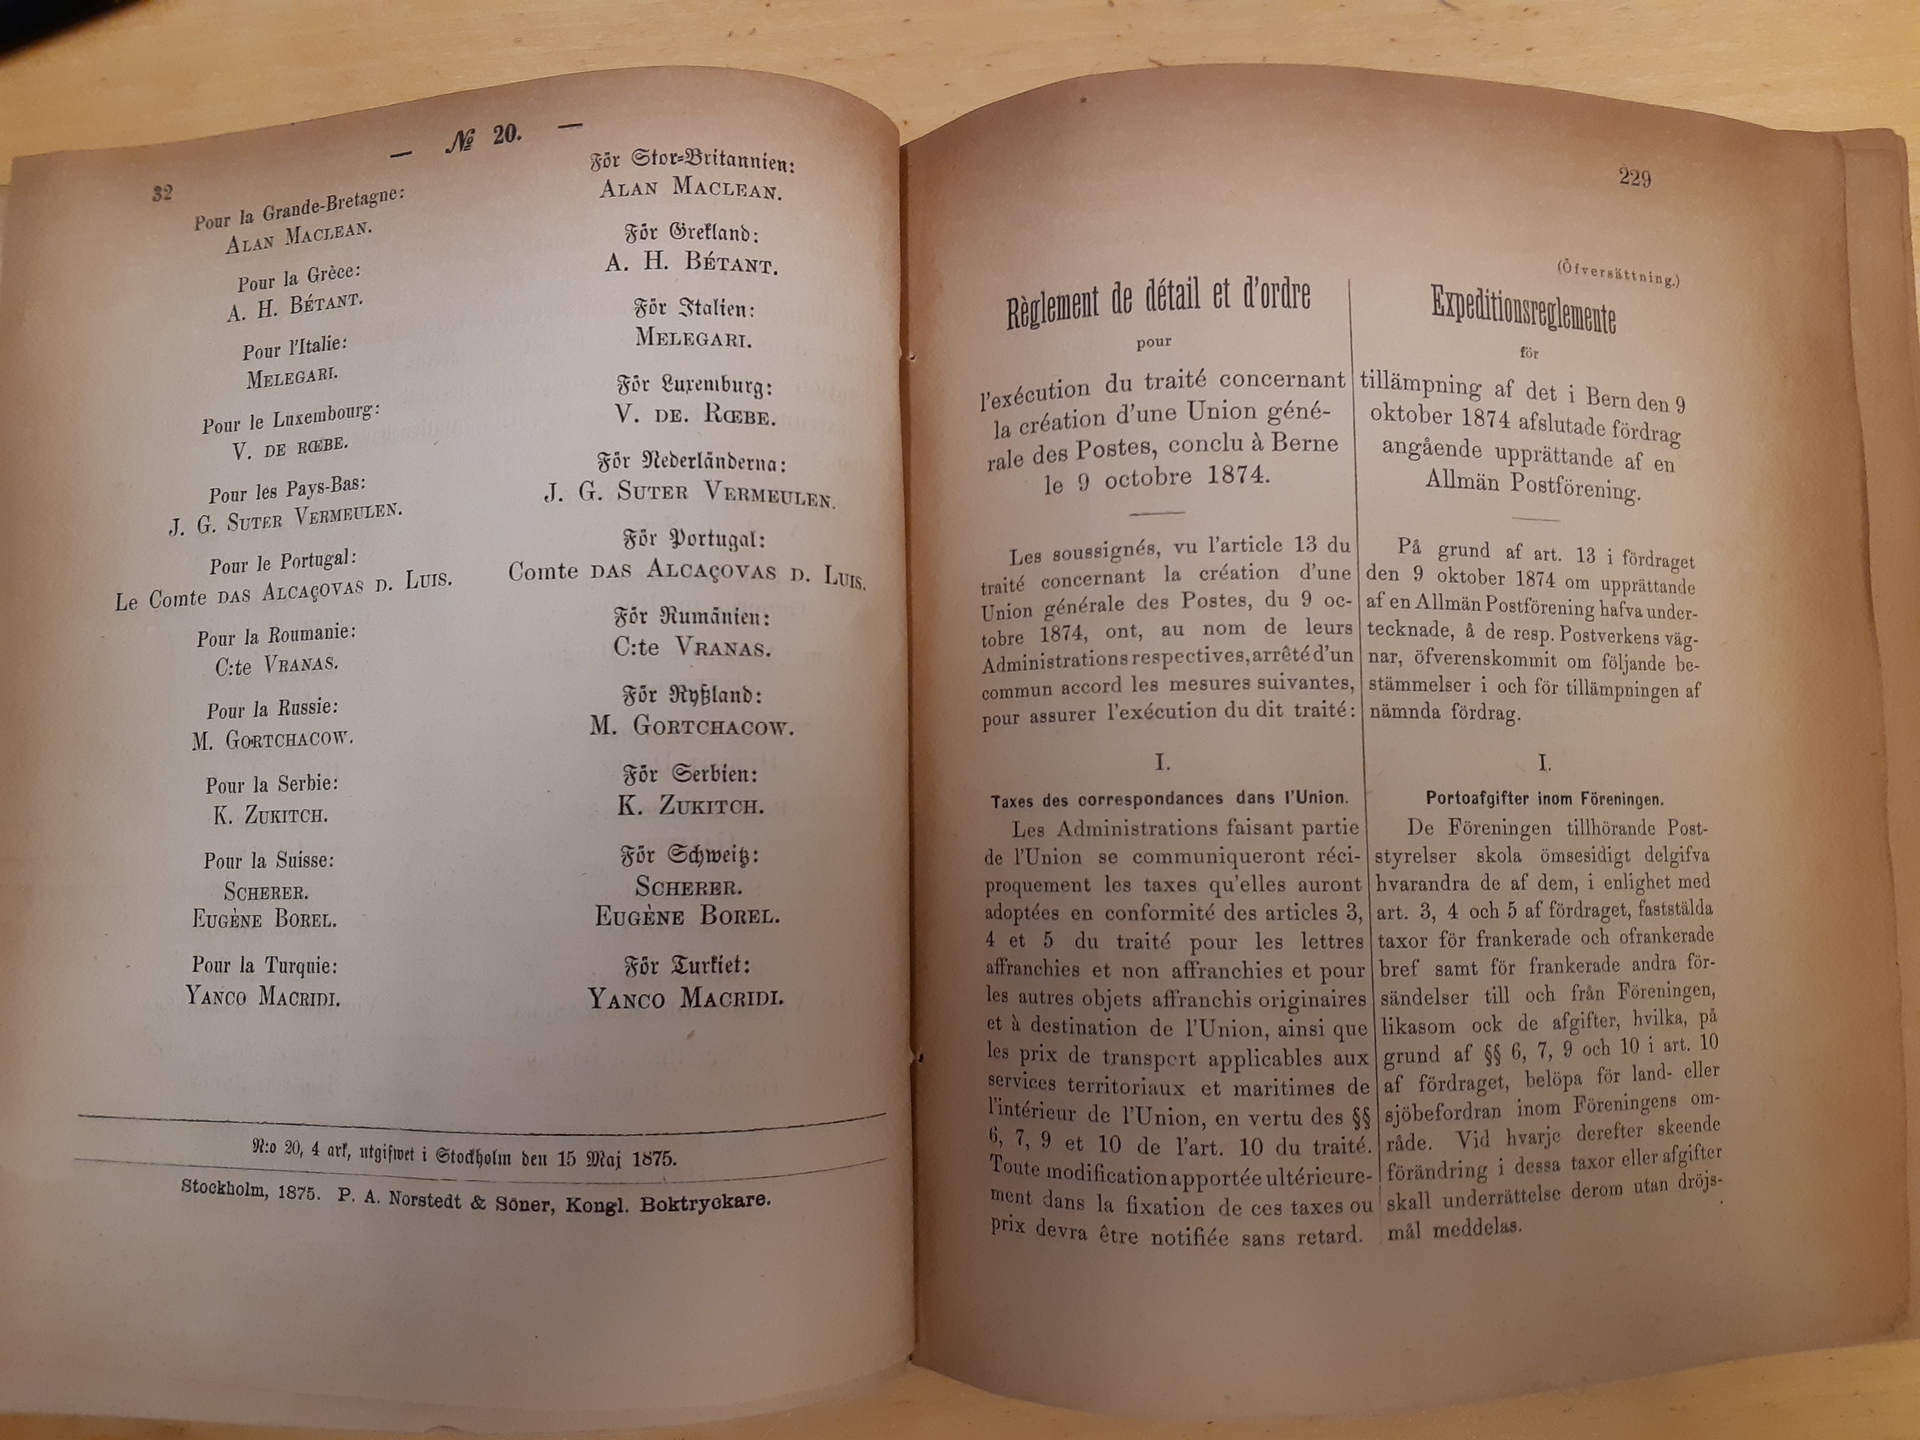 32
— № 20. —
Pour la Grande-Bretagne:
ALAN MACLEAN.
Pour la Grèce:
A. H. BÉTANT.
Pour l'Italie:
MELEGARI.
Pour le Luxembourg:
V. DE RŒBE.
Pour les Pays-Bas:
J. G. SUTER VERMEULEN.
Pour le Portugal:
Le Comte DAS ALCAÇOVAS D. LUIS.
Pour la Roumanie:
C:te VRANAS.
Pour la Russie:
M. GORTCHACOW.
Pour la Serbie:
K. ZUKITCH.
Pour la Suisse:
SCHERER.
EUGÈNE BOREL.
Pour la Turquie:
YANCO MACRIDI.
För Stor-Britannien:
ALAN MACLEAN.
För Grekland:
A. H. BÉTANT.
För Italien:
MELEGARI.
För Luxemburg:
V. DE. RŒBE.
För Nederländerna:
J. G. SUTER VERMEULEN.
För Portugal:
Comte DAS ALCAÇOVAS D. LUIS.
För Rumänien:
C:te VRANAS.
För Ryßland:
M. GORTCHACOW.
För Serbien:
K. ZUKITCH.
För Schweitz:
SCHERER.
EUGÈNE BOREL.
För Turkiet:
YANCO MACRIDI.
N:o 20, 4 ark, utgifwet i Stockholm den 15 Maj 1875.
Stockholm, 1875. P. A. Norstedt & Söner, Kongl. Boktryckare.
229
Règlement de détail et d'ordre
pour
l'exécution du traité concernant
la création d'une Union géné-
rale des Postes, conclu à Berne
le 9 octobre 1874.
Les soussignés, vu l'article 13 du
traité concernant la création d'une
Union générale des Postes, du 9 oc-
tobre 1874, ont, au nom de leurs
Administrations respectives, arrêté d'un
commun accord les mesures suivantes,
pour assurer l'exécution du dit traité:
I.
Taxes des correspondances dans l'Union.
Les Administrations faisant partie
de l'Union se communiqueront réci-
proquement les taxes qu'elles auront
adoptées en conformité des articles 3,
4 et 5 du traité pour les lettres
affranchies et non affranchies et pour
les autres objets affranchis originaires
et à destination de l'Union, ainsi que
les prix de transport applicables aux
services territoriaux et maritimes de
l'intérieur de l'Union, en vertu des §§
6, 7, 9 et 10 de l'art. 10 du traité.
Toute modification apportée ultérieure-
ment dans la fixation de ces taxes ou
prix devra être notifiée sans retard.
(Öfversättning.)
Expeditionsreglemente
för
tillämpning af det i Bern den 9
oktober 1874 afslutade fördrag
angående upprättande af en
Allmän Postförening.
På grund af art. 13 i fördraget
den 9 oktober 1874 om upprättande
af en Allmän Postförening hafva under-
tecknade, å de resp. Postverkens väg-
nar, öfverenskommit om följande be-
stämmelser i och för tillämpningen af
nämnda fördrag.
I.
Portoafgifter inom Föreningen.
De Föreningen tillhörande Post-
styrelser skola ömsesidigt delgifva
hvarandra de af dem, i enlighet med
art. 3, 4 och 5 af fördraget, faststälda
taxor för frankerade och ofrankerade
bref samt för frankerade andra för-
sändelser till och från Föreningen,
likasom ock de afgifter, hvilka, på
grund af §§ 6, 7, 9 och 10 i art. 10
af fördraget, belöpa för land- eller
sjöbefordran inom Föreningens om-
råde. Vid hvarje derefter skeende
förändring i dessa taxor eller afgifter
skall underrättelse derom utan dröjs-
mål meddelas.